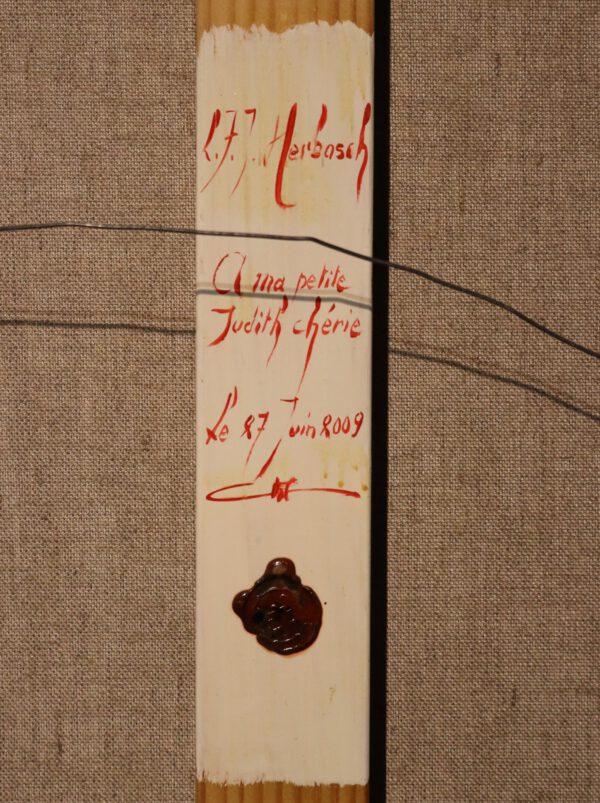 L.F.J. Herbosch
A ma petite
Judith chérie
Le 27 Juin 2009